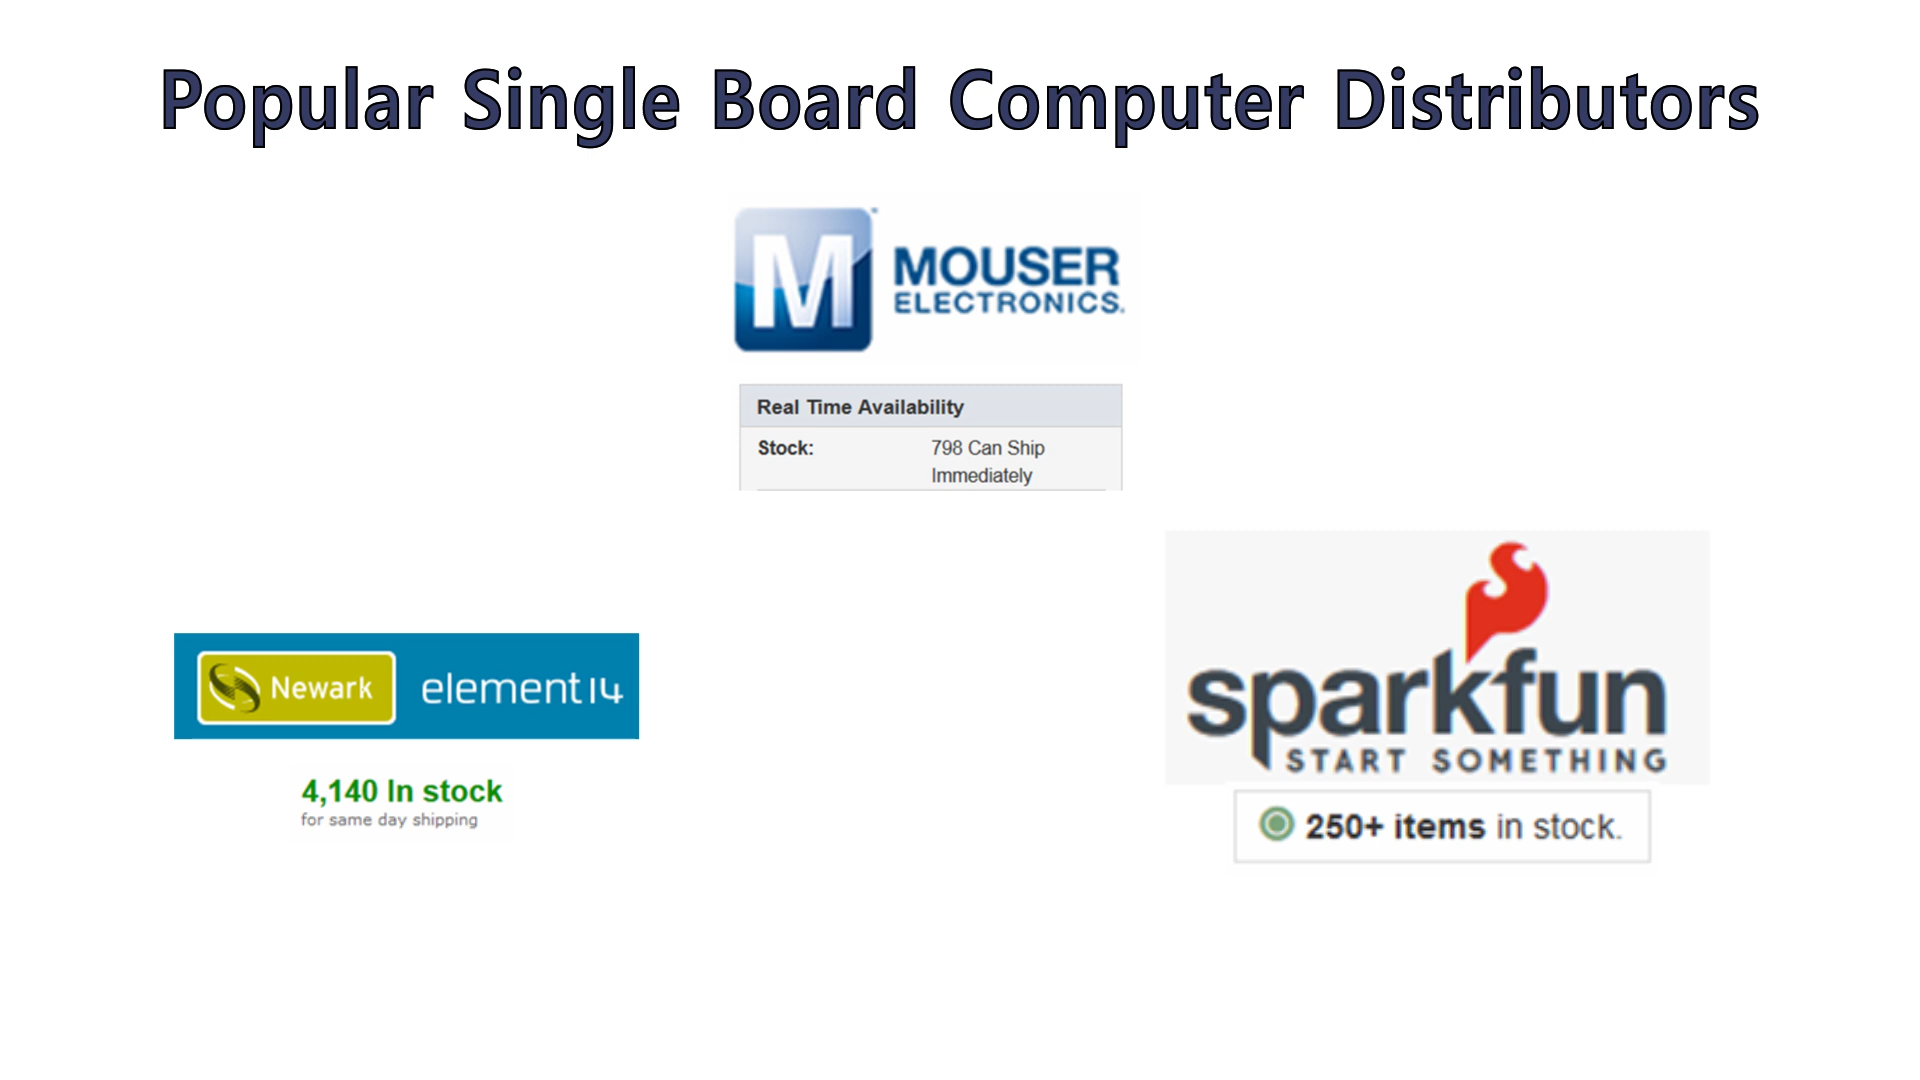 Popular Single Board Computer Distributors
M
MOUSER
ELECTRONICS.
Real Time Availability
Stock: 798 Can Ship
Immediately
Newark element14
4,140 In stock
for same day shipping
sparkfun
START SOMETHING
250+ items in stock.